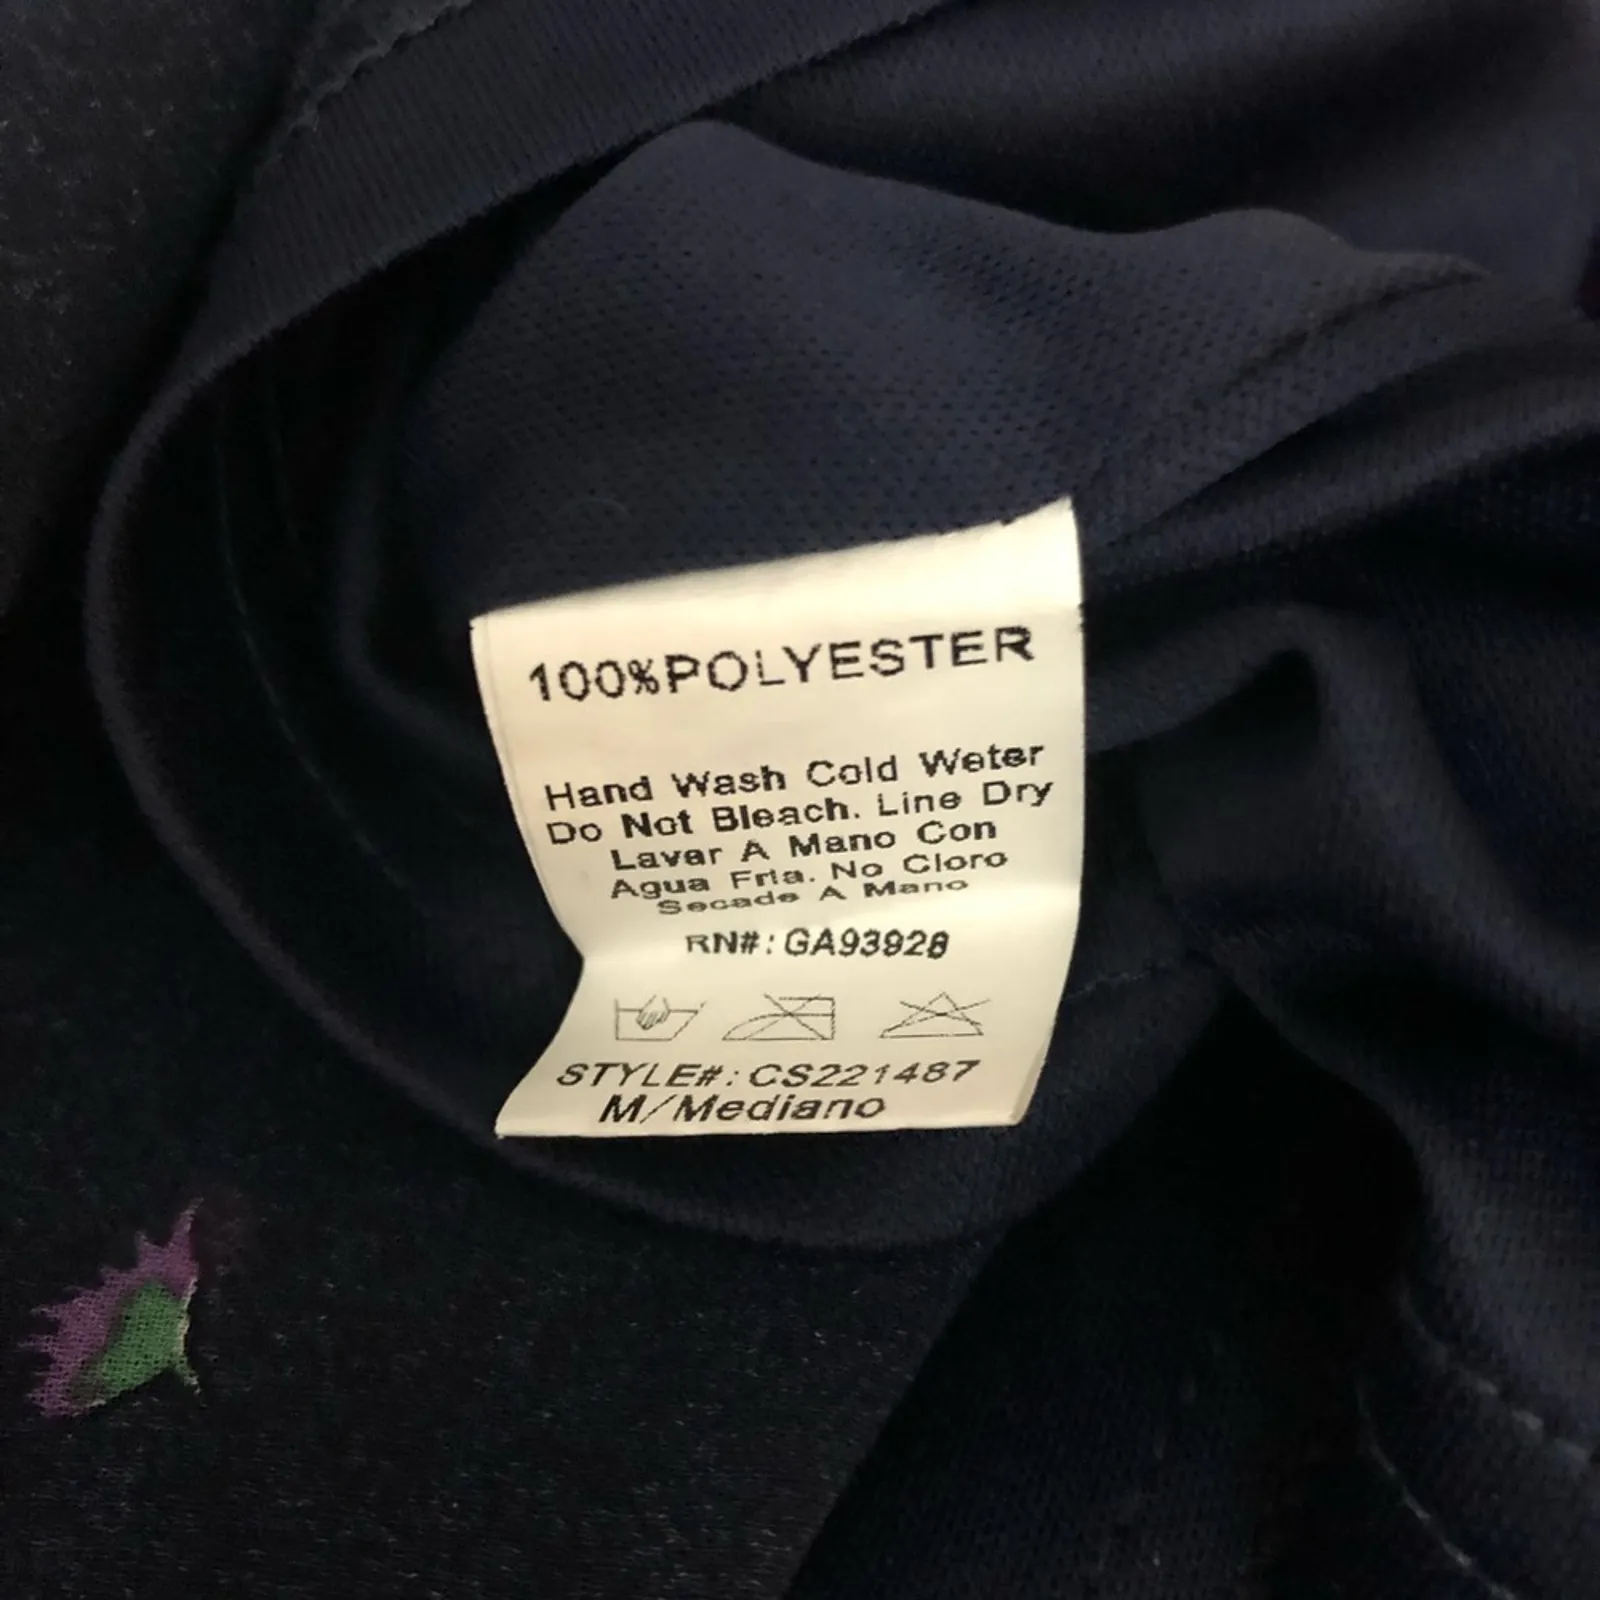 100%POLYESTER
Hand Wash Cold Weter
Do Not Bleach. Line Dry
Lavar A Mano Con
Agua Fria. No Cloro
Secade A Mano
RN#: GA93928
STYLE#: CS221487
M/Mediano